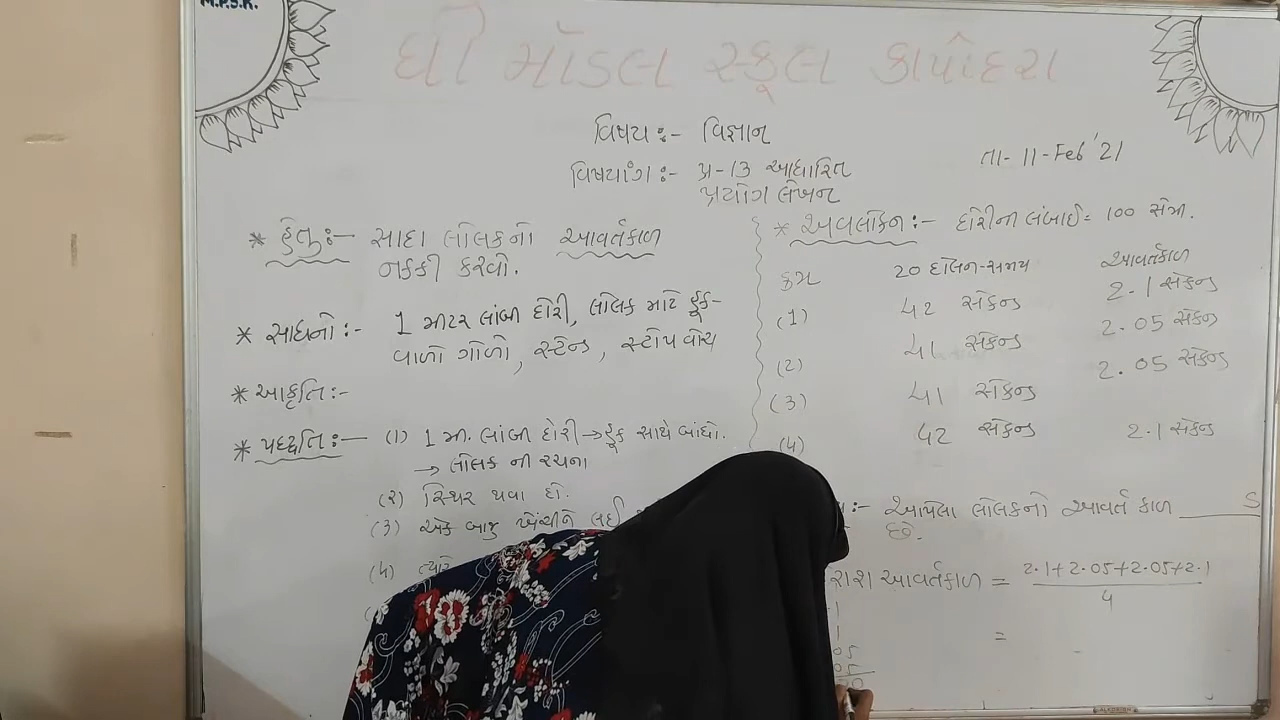 M.P.S.K.
ધી મૉડલ સ્કૂલ કાપોદરા
વિષય :- વિજ્ઞાન
તા- 11-Feb'21
વિષયાંગ :- પ્ર-13 આધારિત
પ્રયોગ લેખન
* હેતુ :- સાદા લોલકનો આવર્તકાળ
નક્કી કરવો.
* સાધનો :- 1 મીટર લાંબી દોરી, લોલક માટે હૂક-
વાળો ગોળો, સ્ટેન્ડ, સ્ટોપ વોચ
* આકૃતિ :-
* પધ્ધતિ :- (1) 1 મી. લાંબી દોરી → હૂક સાથે બાંધો.
→ લોલક ની રચના
(૨) સ્થિર થવા દો.
(3) એક બાજુ ખેંચીને લઈ
(4)
* અવલોકન :- દોરીની લંબાઈ = 100 સેમી.
ક્રમ 20 દોલન-સમય આવર્તકાળ
(1) 42 સેકન્ડ 2.1 સેકન્ડ
(2) 41 સેકન્ડ 2.05 સેકન્ડ
(3) 41 સેકન્ડ 2.05 સેકન્ડ
(4) 42 સેકન્ડ 2.1 સેકન્ડ
:- આપેલા લોલકનો આવર્ત કાળ ______ S
છે.
આવર્તકાળ = 2.1+2.05+2.05+2.1
4
=